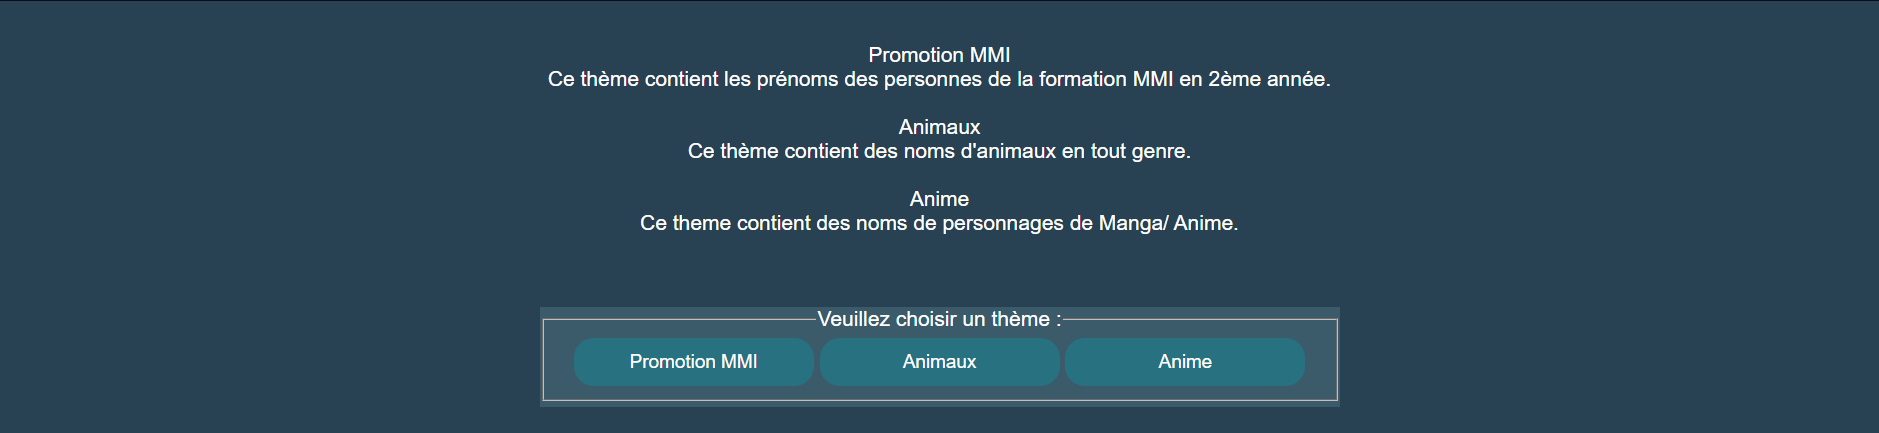 Promotion MMI
Ce thème contient les prénoms des personnes de la formation MMI en 2ème année.
Animaux
Ce thème contient des noms d'animaux en tout genre.
Anime
Ce theme contient des noms de personnages de Manga/ Anime.
Veuillez choisir un thème :
Promotion MMI Animaux Anime